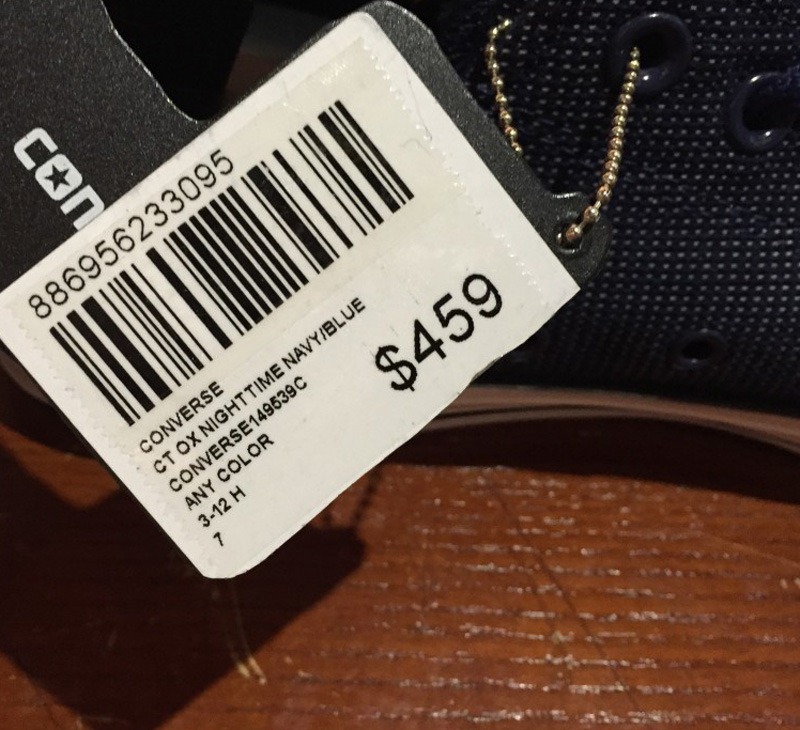 CON
886956233095
CONVERSE
CT OX NIGHTTIME NAVY/BLUE
CONVERSE149539C
ANY COLOR
3-12 H
7
$459